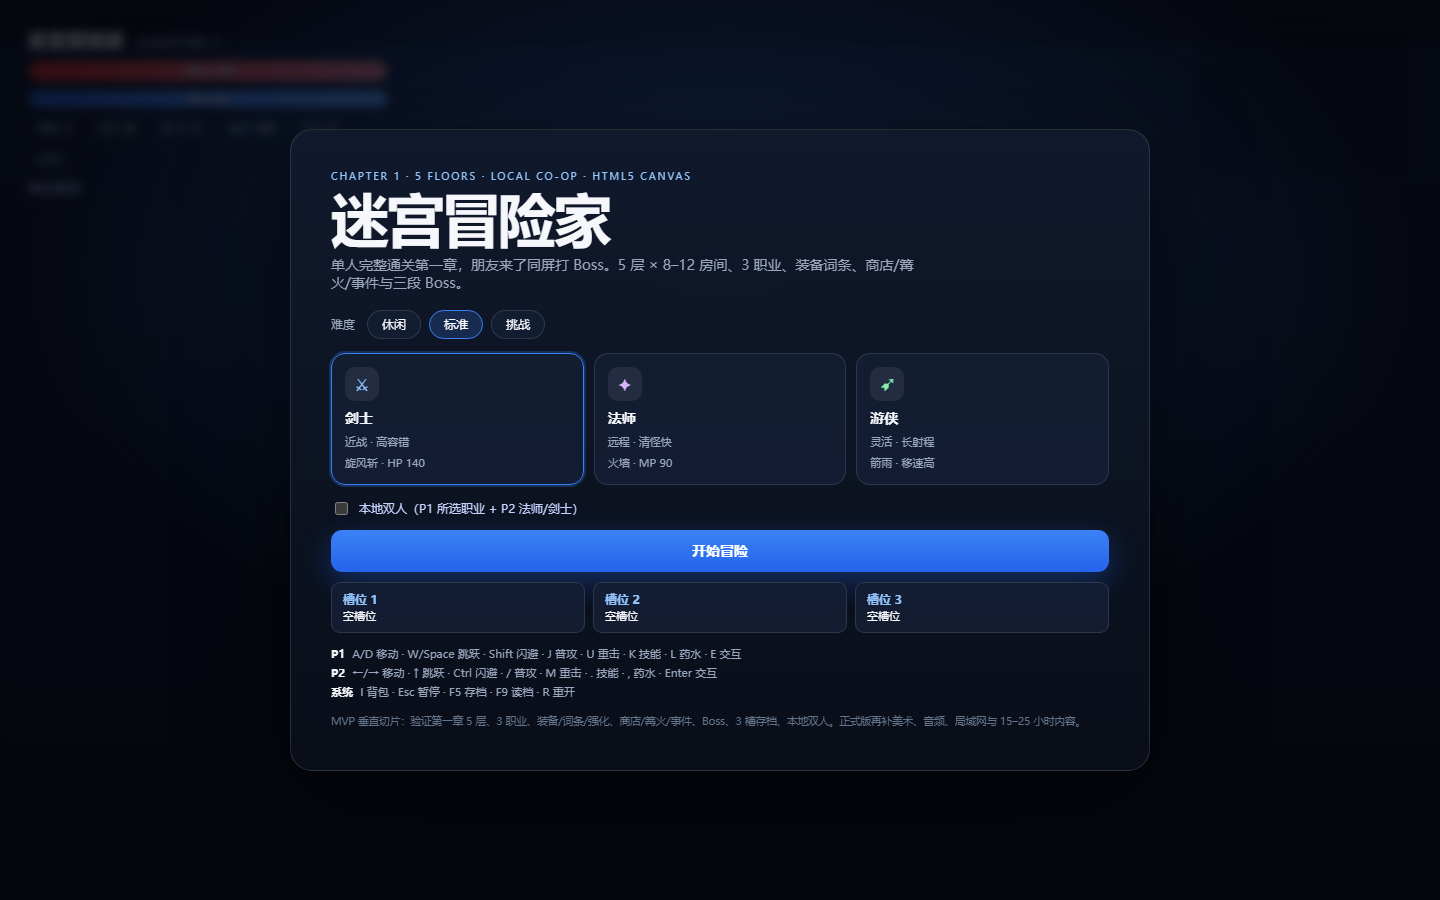 CHAPTER 1 · 5 FLOORS · LOCAL CO-OP · HTML5 CANVAS
迷宫冒险家
单人完整通关第一章，朋友来了同屏打 Boss。5 层 × 8–12 房间、3 职业、装备词条、商店/篝
火/事件与三段 Boss。
难度 休闲 标准 挑战
剑士
近战 · 高容错
旋风斩 · HP 140
法师
远程 · 清怪快
火墙 · MP 90
游侠
灵活 · 长射程
箭雨 · 移速高
本地双人（P1 所选职业 + P2 法师/剑士）
开始冒险
槽位 1
空槽位
槽位 2
空槽位
槽位 3
空槽位
P1 A/D 移动 · W/Space 跳跃 · Shift 闪避 · J 普攻 · U 重击 · K 技能 · L 药水 · E 交互
P2 ←/→ 移动 · ↑ 跳跃 · Ctrl 闪避 · / 普攻 · M 重击 · . 技能 · , 药水 · Enter 交互
系统 I 背包 · Esc 暂停 · F5 存档 · F9 读档 · R 重开
MVP 垂直切片：验证第一章 5 层、3 职业、装备/词条/强化、商店/篝火/事件、Boss、3 槽存档、本地双人。正式版再补美术、音频、局域网与 15–25 小时内容。